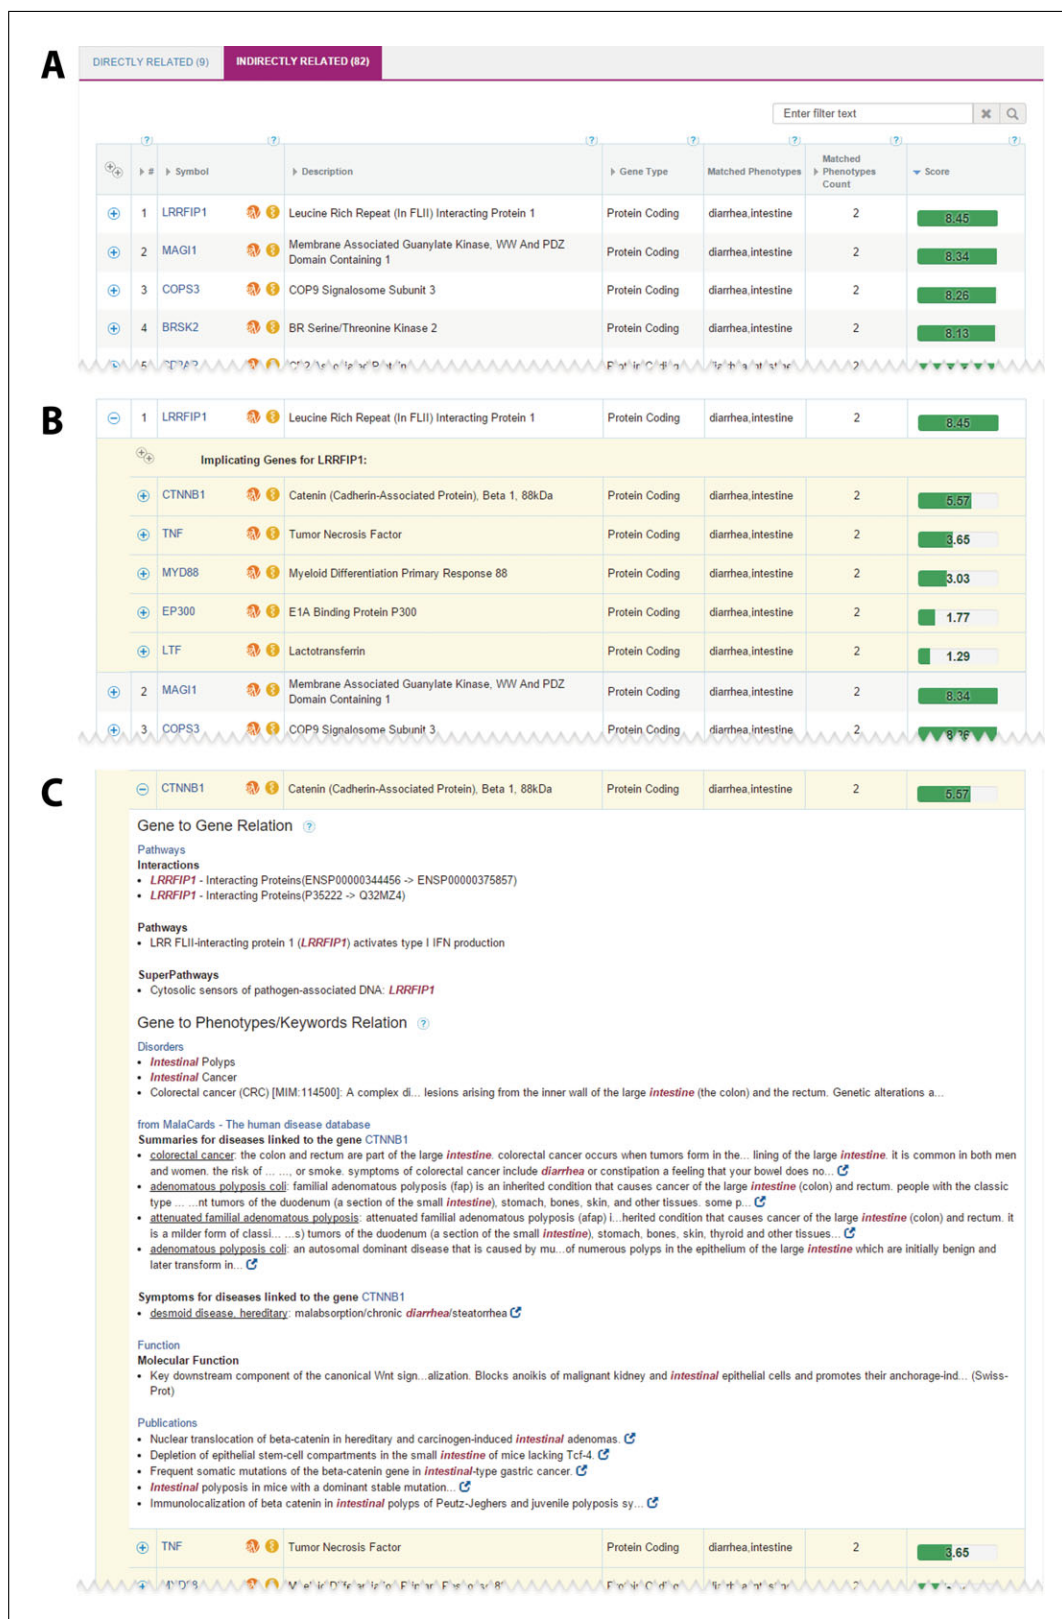 A
DIRECTLY RELATED (9) INDIRECTLY RELATED (82)
Enter filter text
? ? ? ? ? ? ?
# Symbol Description Gene Type Matched Phenotypes Matched Phenotypes Count Score
1 LRRFIP1 Leucine Rich Repeat (In FLII) Interacting Protein 1 Protein Coding diarrhea,intestine 2 8.45
2 MAGI1 Membrane Associated Guanylate Kinase, WW And PDZ Domain Containing 1 Protein Coding diarrhea,intestine 2 8.34
3 COPS3 COP9 Signalosome Subunit 3 Protein Coding diarrhea,intestine 2 8.26
4 BRSK2 BR Serine/Threonine Kinase 2 Protein Coding diarrhea,intestine 2 8.13
B
1 LRRFIP1 Leucine Rich Repeat (In FLII) Interacting Protein 1 Protein Coding diarrhea,intestine 2 8.45
Implicating Genes for LRRFIP1:
CTNNB1 Catenin (Cadherin-Associated Protein), Beta 1, 88kDa Protein Coding diarrhea,intestine 2 5.57
TNF Tumor Necrosis Factor Protein Coding diarrhea,intestine 2 3.65
MYD88 Myeloid Differentiation Primary Response 88 Protein Coding diarrhea,intestine 2 3.03
EP300 E1A Binding Protein P300 Protein Coding diarrhea,intestine 2 1.77
LTF Lactotransferrin Protein Coding diarrhea,intestine 2 1.29
2 MAGI1 Membrane Associated Guanylate Kinase, WW And PDZ Domain Containing 1 Protein Coding diarrhea,intestine 2 8.34
3 COPS3 COP9 Signalosome Subunit 3 Protein Coding diarrhea,intestine 2
C
CTNNB1 Catenin (Cadherin-Associated Protein), Beta 1, 88kDa Protein Coding diarrhea,intestine 2 5.57
Gene to Gene Relation ?
Pathways
Interactions
• LRRFIP1 - Interacting Proteins(ENSP00000344456 -> ENSP00000375857)
• LRRFIP1 - Interacting Proteins(P35222 -> Q32MZ4)
Pathways
• LRR FLII-interacting protein 1 (LRRFIP1) activates type I IFN production
SuperPathways
• Cytosolic sensors of pathogen-associated DNA: LRRFIP1
Gene to Phenotypes/Keywords Relation ?
Disorders
• Intestinal Polyps
• Intestinal Cancer
• Colorectal cancer (CRC) [MIM:114500]: A complex di... lesions arising from the inner wall of the large intestine (the colon) and the rectum. Genetic alterations a...
from MalaCards - The human disease database
Summaries for diseases linked to the gene CTNNB1
• colorectal cancer: the colon and rectum are part of the large intestine. colorectal cancer occurs when tumors form in the... lining of the large intestine. it is common in both men
and women. the risk of ... ..., or smoke. symptoms of colorectal cancer include diarrhea or constipation a feeling that your bowel does no...
• adenomatous polyposis coli: familial adenomatous polyposis (fap) is an inherited condition that causes cancer of the large intestine (colon) and rectum. people with the classic
type ... ...nt tumors of the duodenum (a section of the small intestine), stomach, bones, skin, and other tissues. some p...
• attenuated familial adenomatous polyposis: attenuated familial adenomatous polyposis (afap) i...herited condition that causes cancer of the large intestine (colon) and rectum. it
is a milder form of classi... ...s) tumors of the duodenum (a section of the small intestine), stomach, bones, skin, thyroid and other tissues...
• adenomatous polyposis coli: an autosomal dominant disease that is caused by mu...of numerous polyps in the epithelium of the large intestine which are initially benign and
later transform in...
Symptoms for diseases linked to the gene CTNNB1
• desmoid disease, hereditary: malabsorption/chronic diarrhea/steatorrhea
Function
Molecular Function
• Key downstream component of the canonical Wnt sign...alization. Blocks anoikis of malignant kidney and intestinal epithelial cells and promotes their anchorage-ind... (Swiss-
Prot)
Publications
• Nuclear translocation of beta-catenin in hereditary and carcinogen-induced intestinal adenomas.
• Depletion of epithelial stem-cell compartments in the small intestine of mice lacking Tcf-4.
• Frequent somatic mutations of the beta-catenin gene in intestinal-type gastric cancer.
• Intestinal polyposis in mice with a dominant stable mutation...
• Immunolocalization of beta catenin in intestinal polyps of Peutz-Jeghers and juvenile polyposis sy...
TNF Tumor Necrosis Factor Protein Coding diarrhea,intestine 2 3.65